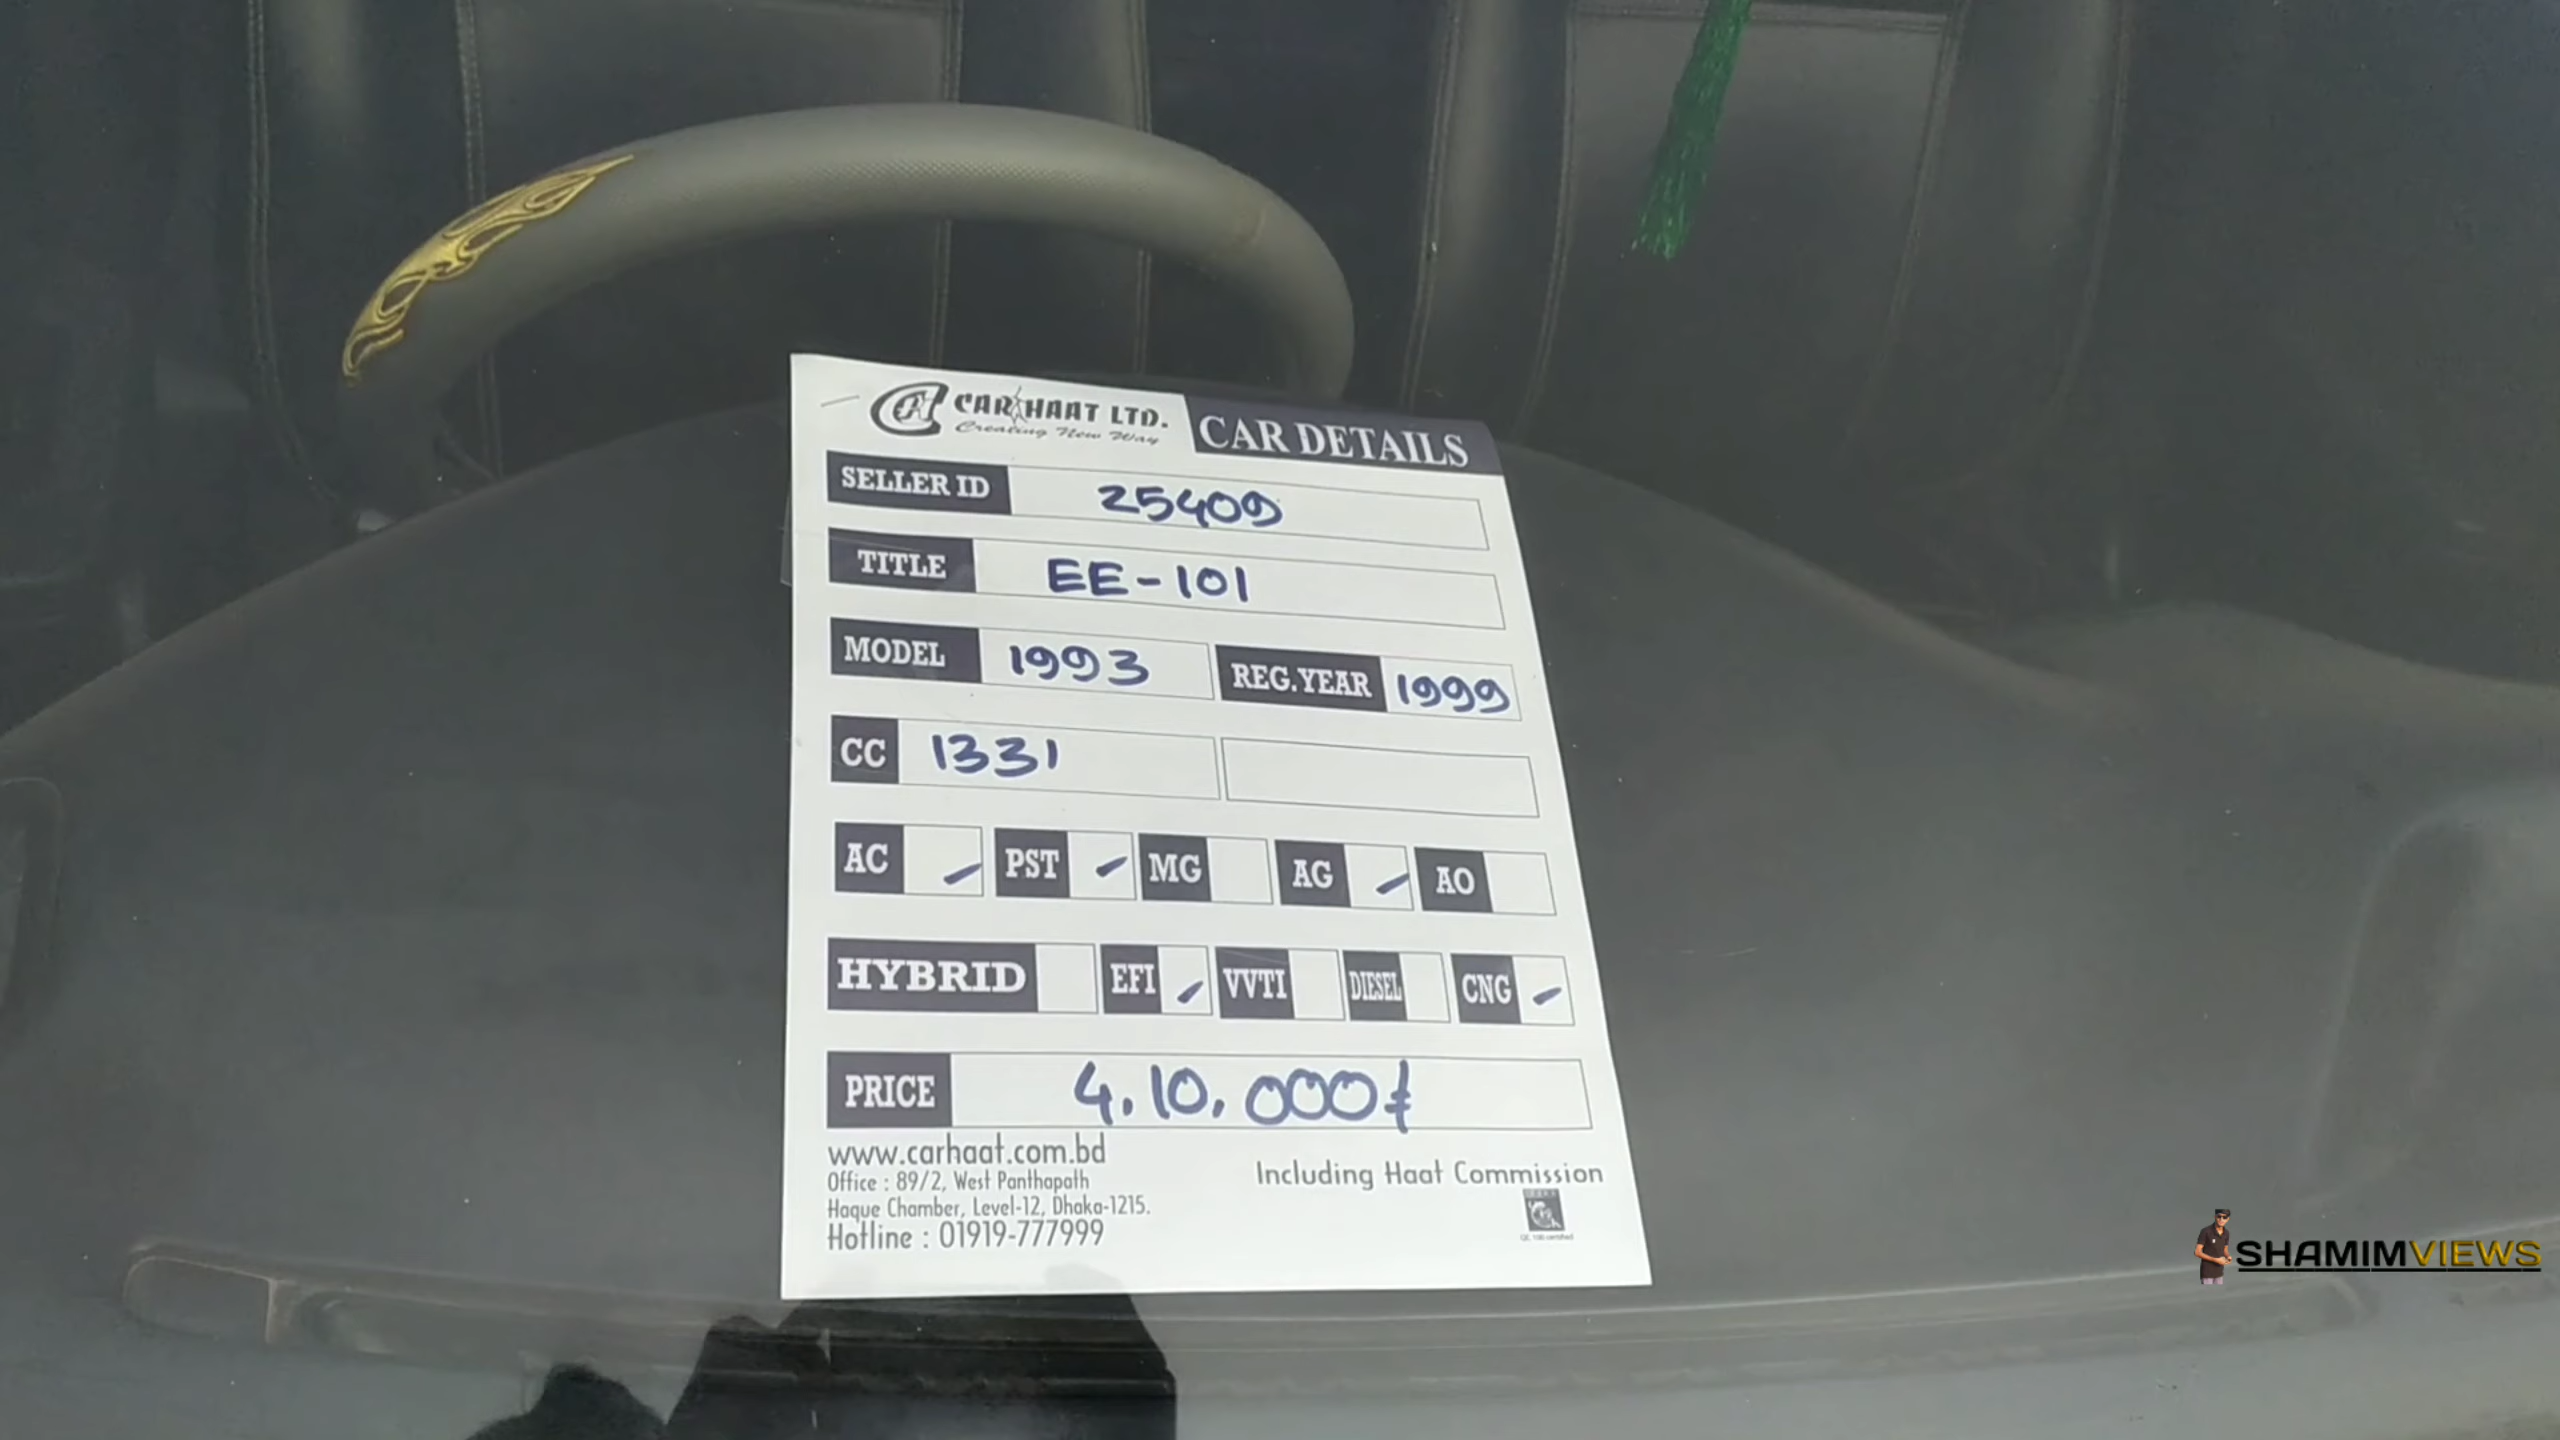 CAR HAAT LTD.
Creating New Way
CAR DETAILS
SELLER ID 25409
TITLE EE-101
MODEL 1993 REG.YEAR 1999
CC 1331
AC PST MG AG AO
HYBRID EFI VVTI DIESEL CNG
PRICE 4.10.000৳
www.carhaat.com.bd
Office : 89/2, West Panthapath
Haque Chamber, Level-12, Dhaka-1215.
Hotline : 01919-777999
Including Haat Commission
SHAMIMVIEWS